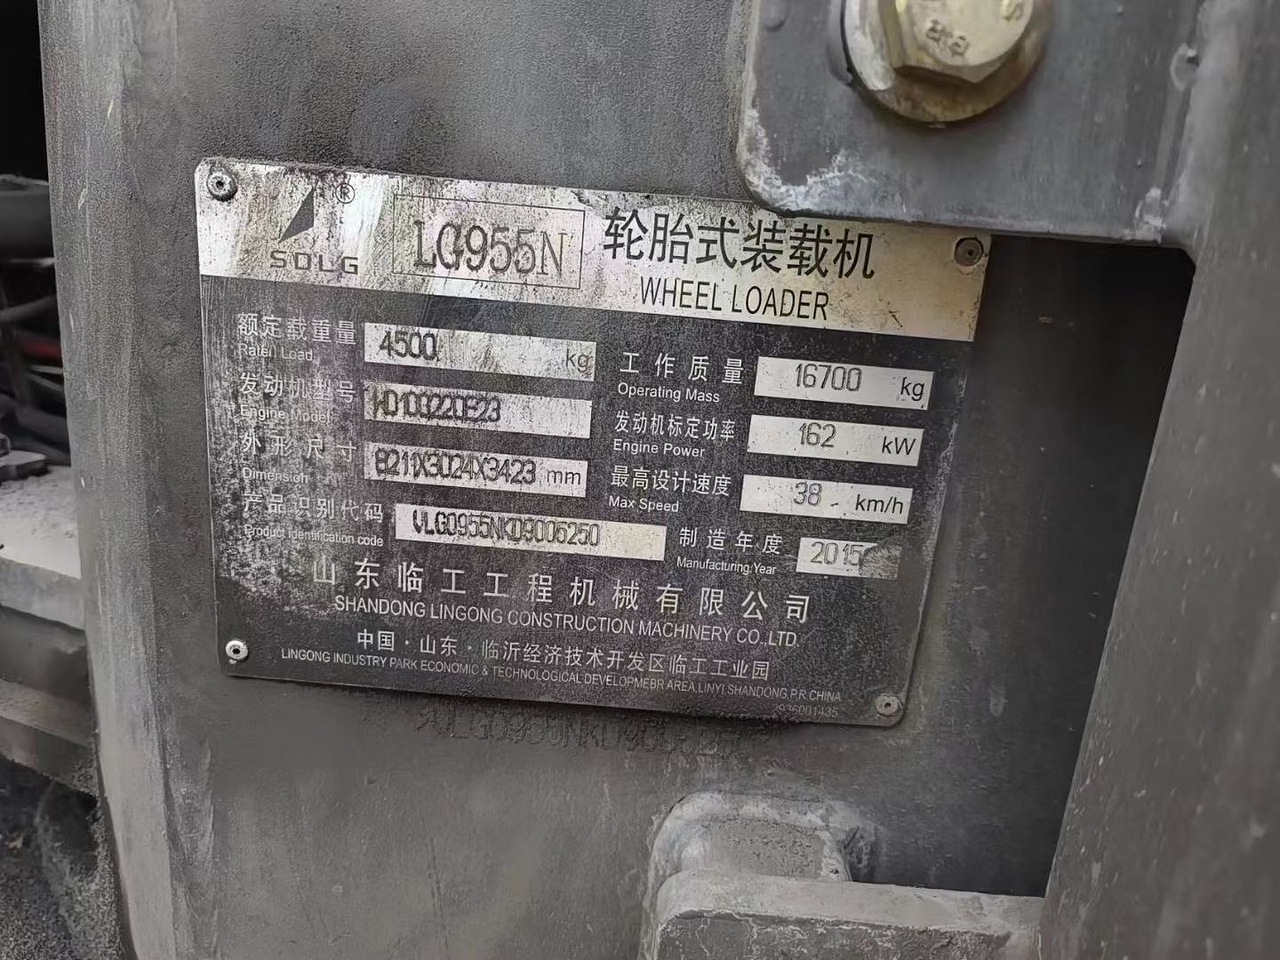 SDLG ®
LG955N
轮胎式装载机
WHEEL LOADER
额定载重量 4500 kg
Rated Load
工作质量 16700 kg
Operating Mass
发动机型号
Engine Model
发动机标定功率 162 kW
Engine Power
外形尺寸 8211X3024X3423 mm
Dimension
最高设计速度 38 km/h
Max Speed
产品识别代码 VLG0955NKD9006250
Product identification code
制造年度 2015
Manufacturing Year
山东临工工程机械有限公司
SHANDONG LINGONG CONSTRUCTION MACHINERY CO.,LTD.
中国·山东·临沂经济技术开发区临工工业园
LINGONG INDUSTRY PARK ECONOMIC & TECHNOLOGICAL DEVELOPMEBR AREA.LINYI SHANDONG P.R.CHINA